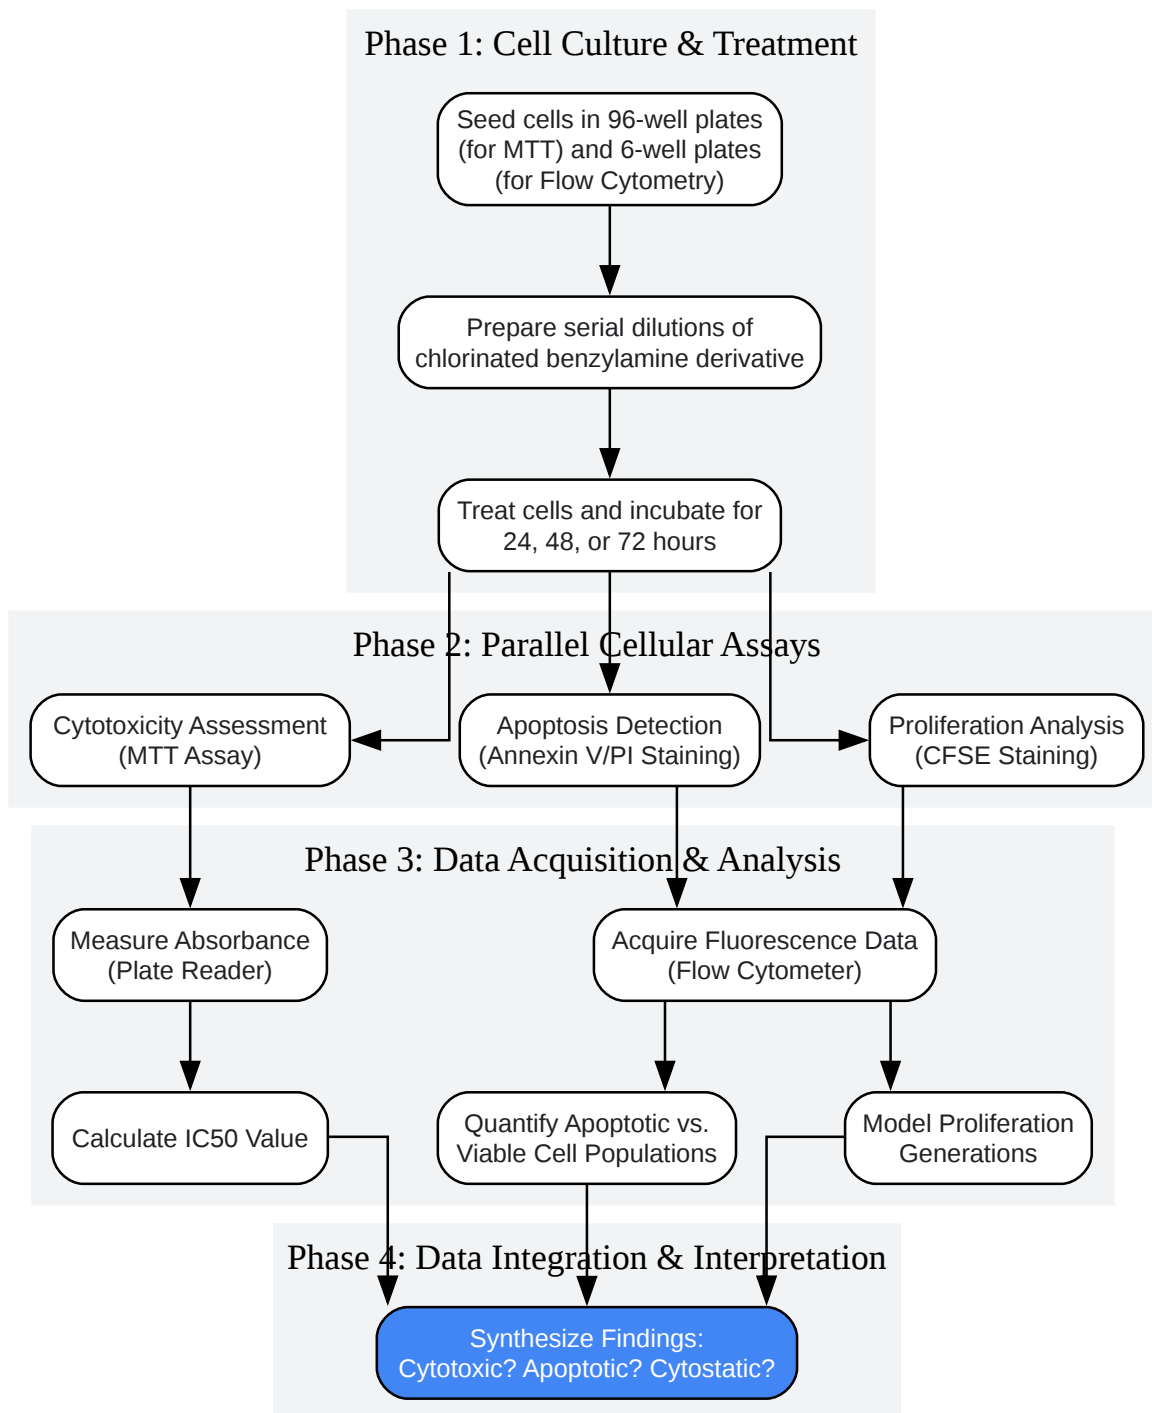 Phase 1: Cell Culture & Treatment
Seed cells in 96-well plates
(for MTT) and 6-well plates
(for Flow Cytometry)
Prepare serial dilutions of
chlorinated benzylamine derivative
Treat cells and incubate for
24, 48, or 72 hours
Phase 2: Parallel Cellular Assays
Cytotoxicity Assessment
(MTT Assay)
Apoptosis Detection
(Annexin V/PI Staining)
Proliferation Analysis
(CFSE Staining)
Phase 3: Data Acquisition & Analysis
Measure Absorbance
(Plate Reader)
Acquire Fluorescence Data
(Flow Cytometer)
Calculate IC50 Value
Quantify Apoptotic vs.
Viable Cell Populations
Model Proliferation
Generations
Phase 4: Data Integration & Interpretation
Synthesize Findings:
Cytotoxic? Apoptotic? Cytostatic?